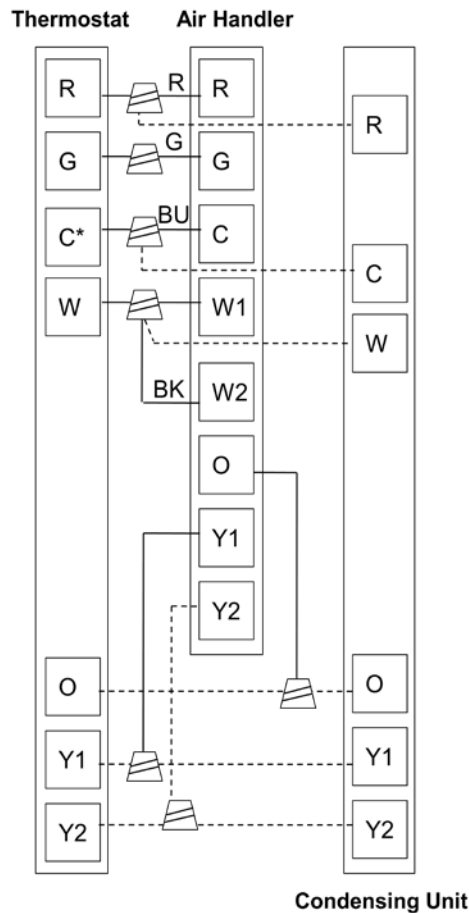 Thermostat Air Handler
R R R
R
G G G
C* BU C
C
W W1
W
BK W2
O
Y1
Y2
O O
Y1 Y1
Y2 Y2
Condensing Unit